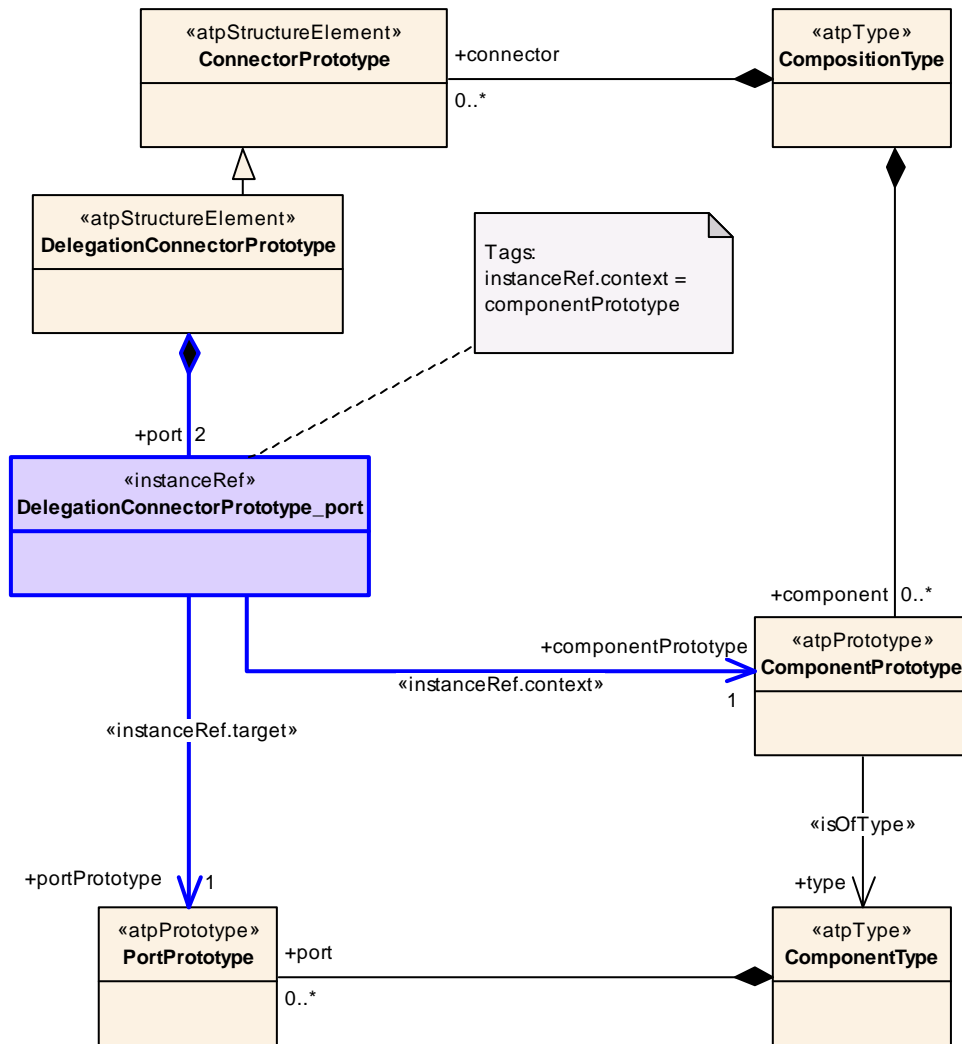 «atpStructureElement»
ConnectorPrototype
+connector
0..*
«atpType»
CompositionType
«atpStructureElement»
DelegationConnectorPrototype
Tags:
instanceRef.context =
componentPrototype
+port 2
«instanceRef»
DelegationConnectorPrototype_port
+component 0..*
+componentPrototype
«instanceRef.context»
1
«atpPrototype»
ComponentPrototype
«instanceRef.target»
«isOfType»
+portPrototype 1
+type
«atpPrototype»
PortPrototype
+port
0..*
«atpType»
ComponentType